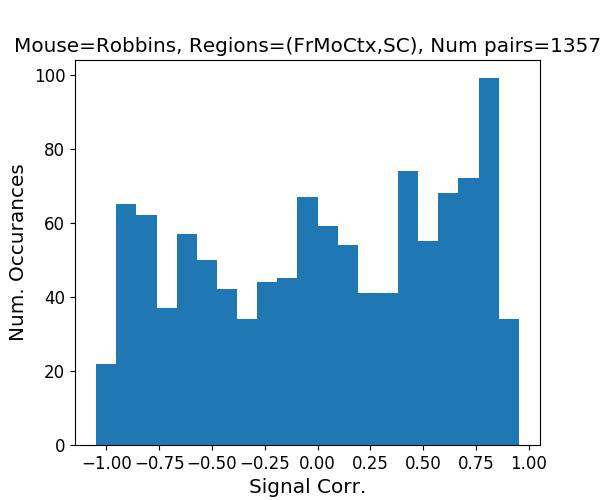 Mouse=Robbins, Regions=(FrMoCtx,SC), Num pairs=1357
100
80
60
40
20
0
Num. Occurances
−1.00 −0.75 −0.50 −0.25 0.00 0.25 0.50 0.75 1.00
Signal Corr.